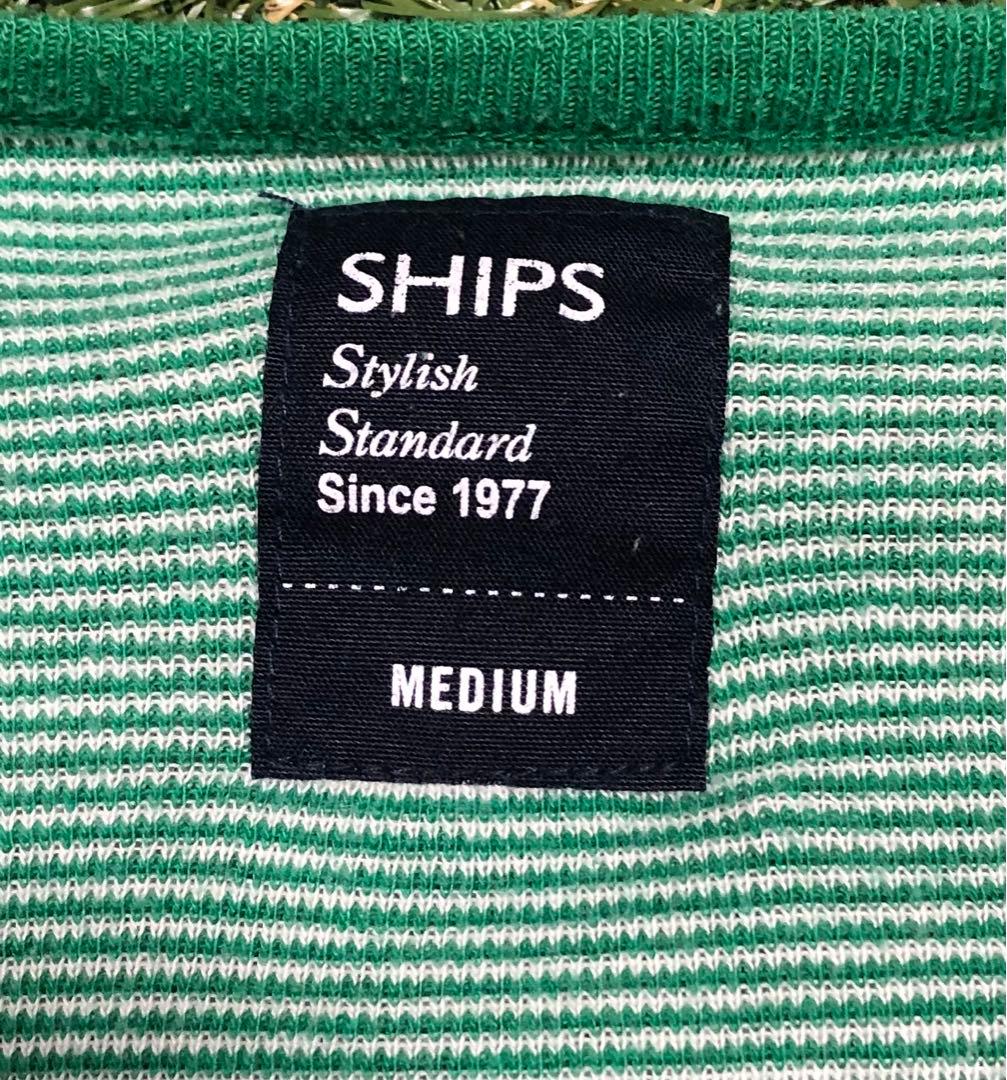 SHIPS
Stylish
Standard
Since 1977
MEDIUM